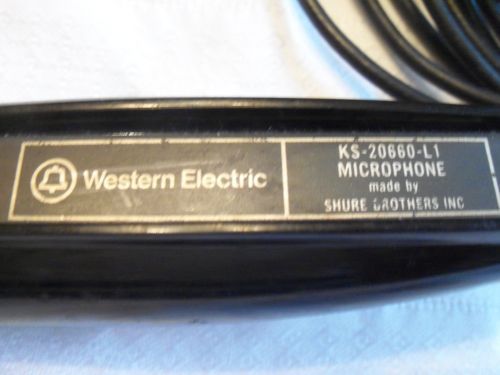 Western Electric
KS-20660-L1
MICROPHONE
made by
SHURE BROTHERS INC